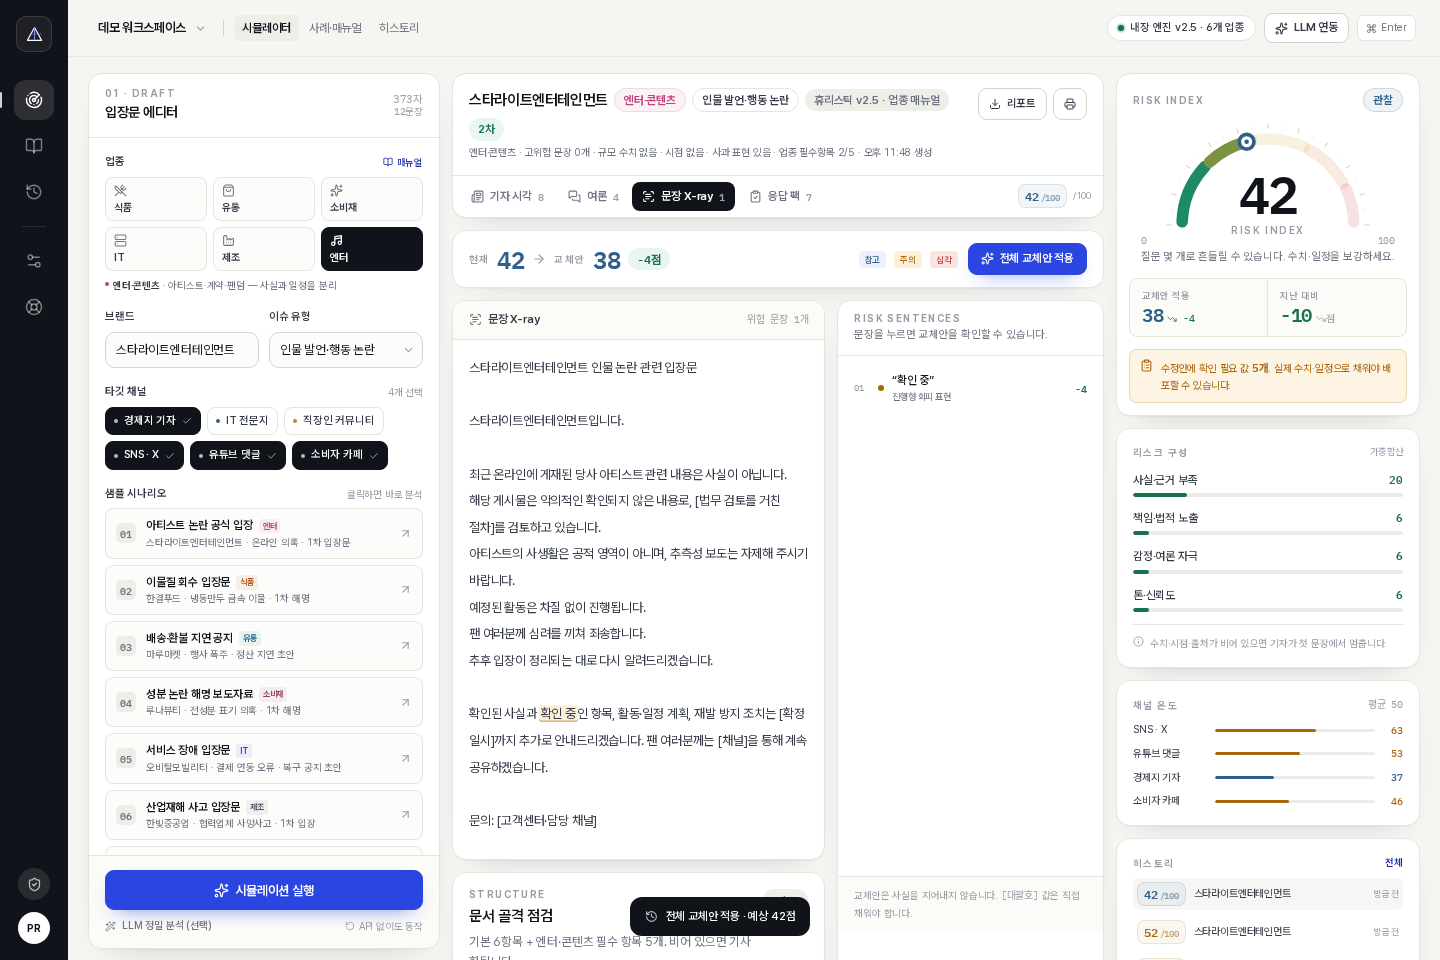 데모 워크스페이스
시뮬레이터
사례·매뉴얼
히스토리
내장 엔진 v2.5 · 6개 업종
LLM 연동
⌘ Enter
01 · DRAFT
입장문 에디터
373자
12문장
업종
매뉴얼
식품
유통
소비재
IT
제조
엔터
엔터·콘텐츠 · 아티스트·계약·팬덤 — 사실과 일정을 분리
브랜드
이슈 유형
스타라이트엔터테인먼트
인물 발언·행동 논란
타깃 채널
4개 선택
경제지 기자
IT 전문지
직장인 커뮤니티
SNS · X
유튜브 댓글
소비자 카페
샘플 시나리오
클릭하면 바로 분석
01
아티스트 논란 공식 입장 엔터
스타라이트엔터테인먼트 · 온라인 의혹 · 1차 입장문
02
이물질 회수 입장문 식품
한결푸드 · 냉동만두 금속 이물 · 1차 해명
03
배송·환불 지연 공지 유통
마루마켓 · 행사 폭주 · 정산 지연 초안
04
성분 논란 해명 보도자료 소비재
루나뷰티 · 전성분 표기 의혹 · 1차 해명
05
서비스 장애 입장문 IT
오비탈모빌리티 · 결제 연동 오류 · 복구 공지 초안
06
산업재해 사고 입장문 제조
한빛중공업 · 협력업체 사망사고 · 1차 입장
시뮬레이션 실행
LLM 정밀 분석 (선택)
API 없이도 동작
PR
스타라이트엔터테인먼트
엔터·콘텐츠
인물 발언·행동 논란
휴리스틱 v2.5 · 업종 매뉴얼
2차
엔터·콘텐츠 · 고위험 문장 0개 · 규모 수치 없음 · 시점 없음 · 사과 표현 있음 · 업종 필수항목 2/5 · 오후 11:48 생성
리포트
기자 시각 8
여론 4
문장 X-ray 1
응답 팩 7
42 /100
/100
현재 42 → 교체안 38 -4점
참고
주의
심각
전체 교체안 적용
문장 X-ray
위험 문장 1개
스타라이트엔터테인먼트 인물 논란 관련 입장문
스타라이트엔터테인먼트입니다.
최근 온라인에 게재된 당사 아티스트 관련 내용은 사실이 아닙니다.
해당 게시물은 악의적인 확인되지 않은 내용로, [법무 검토를 거친
절차]를 검토하고 있습니다.
아티스트의 사생활은 공적 영역이 아니며, 추측성 보도는 자제해 주시기
바랍니다.
예정된 활동은 차질 없이 진행됩니다.
팬 여러분께 심려를 끼쳐 죄송합니다.
추후 입장이 정리되는 대로 다시 알려드리겠습니다.
확인된 사실과 확인 중인 항목, 활동·일정 계획, 재발 방지 조치는 [확정
일시]까지 추가로 안내드리겠습니다. 팬 여러분께는 [채널]을 통해 계속
공유하겠습니다.
문의: [고객센터·담당 채널]
RISK SENTENCES
문장을 누르면 교체안을 확인할 수 있습니다.
01
“확인 중”
진행형 회피 표현
-4
교체안은 사실을 지어내지 않습니다. [대괄호] 값은 직접
채워야 합니다.
STRUCTURE
문서 골격 점검
기본 6항목 + 엔터·콘텐츠 필수 항목 5개. 비어 있으면 기사
전체 교체안 적용 · 예상 42점
RISK INDEX
관찰
42
RISK INDEX
0
100
질문 몇 개로 흔들릴 수 있습니다. 수치·일정을 보강하세요.
교체안 적용
38 -4
지난 대비
-10 점
수정안에 확인 필요 값 5개. 실제 수치·일정으로 채워야 배
포할 수 있습니다.
리스크 구성
가중합산
사실·근거 부족 20
책임·법적 노출 6
감정·여론 자극 6
톤·신뢰도 6
수치·시점·출처가 비어 있으면 기자가 첫 문장에서 멈춥니다.
채널 온도
평균 50
SNS · X 63
유튜브 댓글 53
경제지 기자 37
소비자 카페 46
히스토리
전체
42 /100 스타라이트엔터테인먼트 방금 전
52 /100 스타라이트엔터테인먼트 방금 전